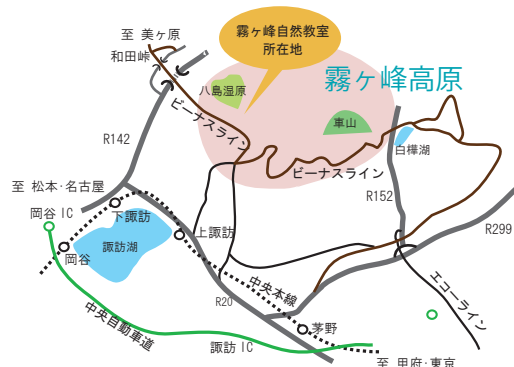 至 美ヶ原
霧ヶ峰自然教室
所在地
和田峠
霧ヶ峰高原
八島湿原
車山
ビーナスライン
R142
白樺湖
ビーナスライン
至 松本・名古屋
R152
岡谷 IC
下諏訪
上諏訪
R299
諏訪湖
岡谷
エコーライン
R20
中央本線
中央自動車道
茅野
諏訪 IC
至 甲府・東京